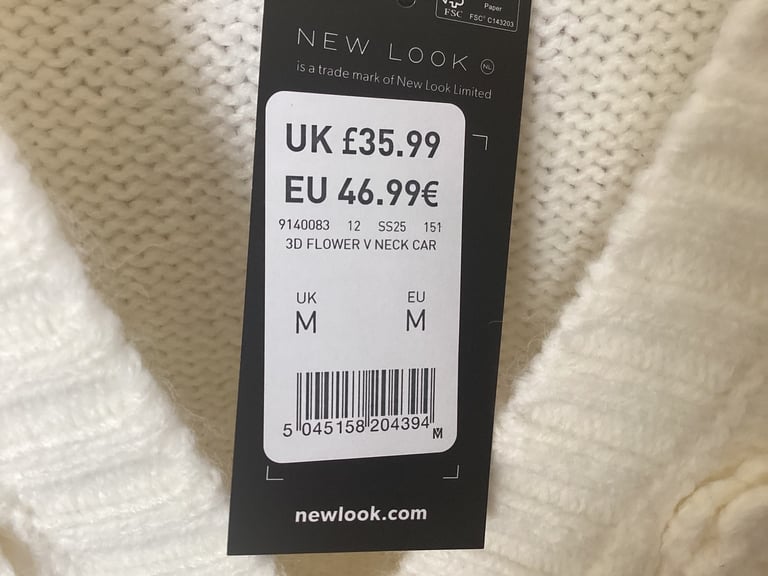 Paper
FSC FSC® C143203
NEW LOOK NL
is a trade mark of New Look Limited
UK £35.99
EU 46.99€
9140083 12 SS25 151
3D FLOWER V NECK CAR
UK EU
M M
5 045158 204394 M
newlook.com